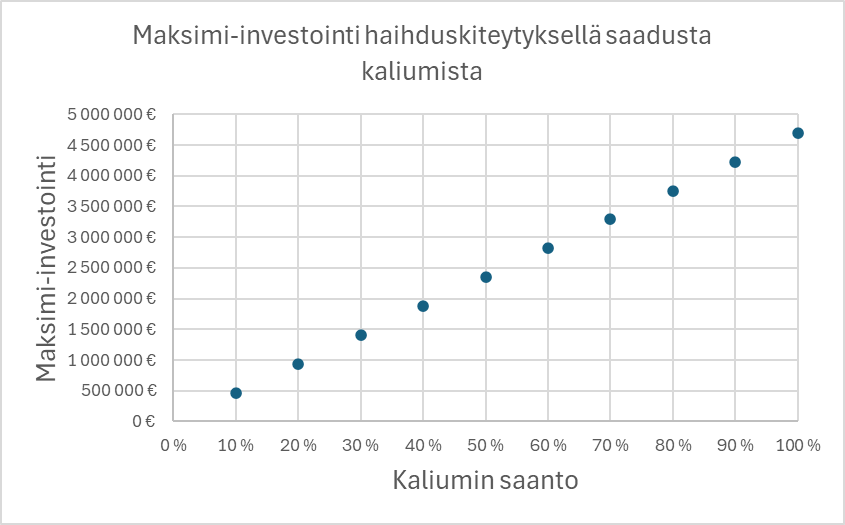 Maksimi-investointi haihduskiteytyksellä saadusta
kaliumista
Maksimi-investointi
5 000 000 €
4 500 000 €
4 000 000 €
3 500 000 €
3 000 000 €
2 500 000 €
2 000 000 €
1 500 000 €
1 000 000 €
500 000 €
0 €
0 % 10 % 20 % 30 % 40 % 50 % 60 % 70 % 80 % 90 % 100 %
Kaliumin saanto